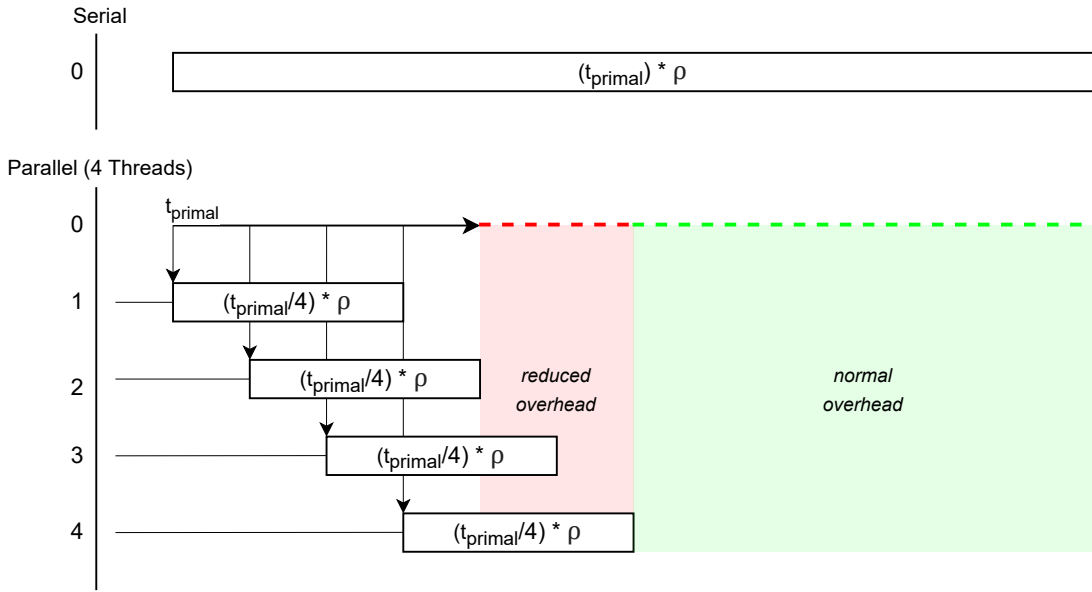 Serial
0
(tprimal) * ρ
Parallel (4 Threads)
tprimal
0
1
(tprimal/4) * ρ
2
(tprimal/4) * ρ
reduced
overhead
normal
overhead
3
(tprimal/4) * ρ
4
(tprimal/4) * ρ